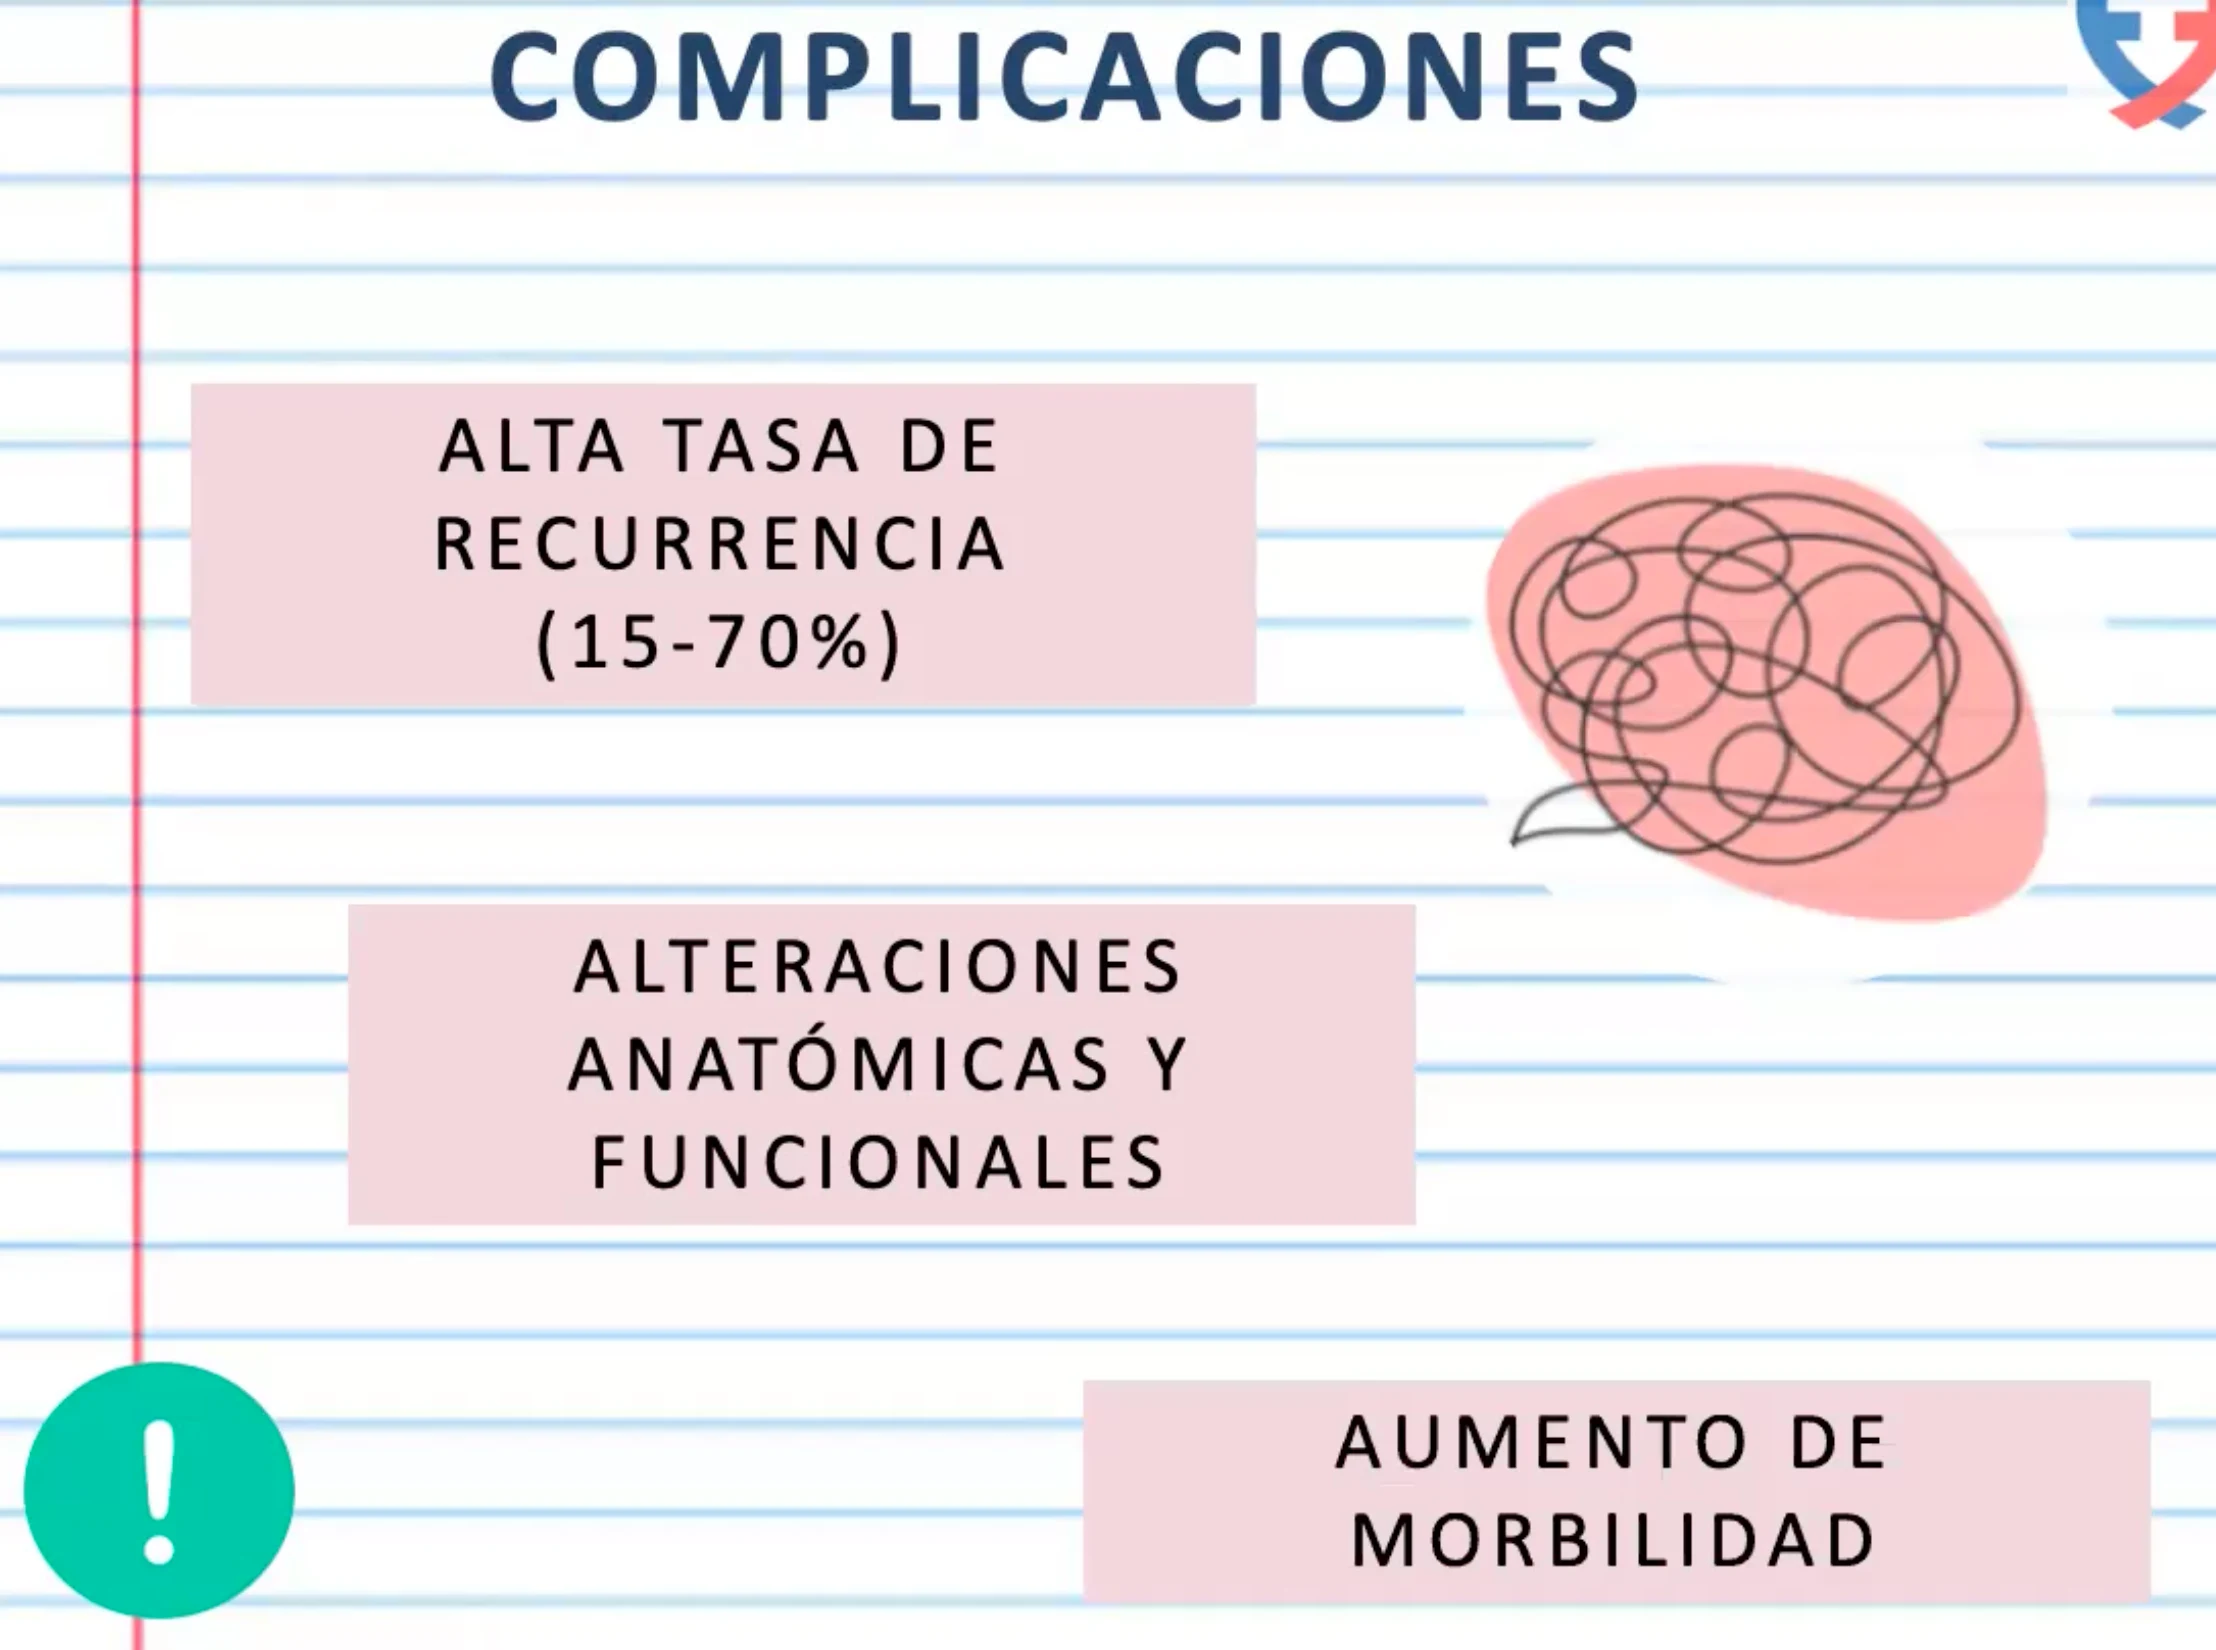 COMPLICACIONES
ALTA TASA DE
RECURRENCIA
(15-70%)
ALTERACIONES
ANATÓMICAS Y
FUNCIONALES
!
AUMENTO DE
MORBILIDAD